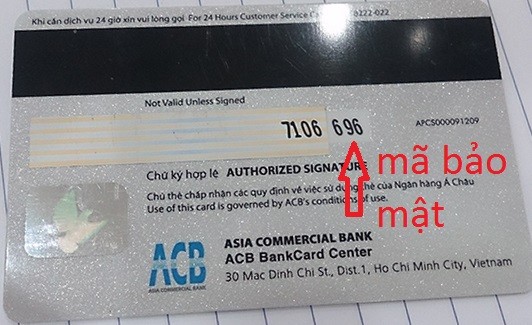 Khi cần dịch vụ 24 giờ xin vui lòng gọi For 24 Hours Customer Service 8222-022
Not Valid Unless Signed
7106 696
APCS000091209
mã bảo
mật
Chữ ký hợp lệ AUTHORIZED SIGNATURE
Chủ thẻ chấp nhận các quy định về việc sử dụng thẻ của Ngân hàng Á Châu
Use of this card is governed by ACB's conditions of use.
ACB
ASIA COMMERCIAL BANK
ASIA COMMERCIAL BANK
ACB BankCard Center
30 Mac Dinh Chi St., Dist.1, Ho Chi Minh City, Vietnam